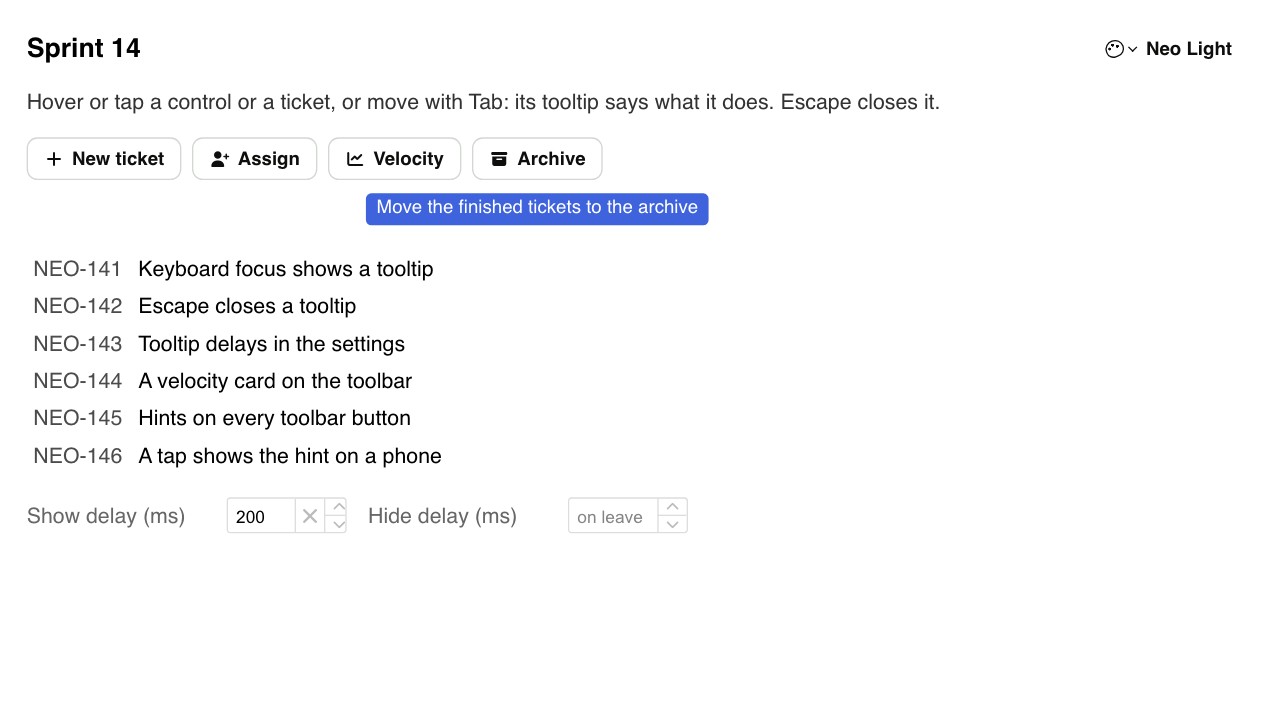 Sprint 14
Neo Light
Hover or tap a control or a ticket, or move with Tab: its tooltip says what it does. Escape closes it.
New ticket
Assign
Velocity
Archive
Move the finished tickets to the archive
NEO-141 Keyboard focus shows a tooltip
NEO-142 Escape closes a tooltip
NEO-143 Tooltip delays in the settings
NEO-144 A velocity card on the toolbar
NEO-145 Hints on every toolbar button
NEO-146 A tap shows the hint on a phone
Show delay (ms) 200 Hide delay (ms) on leave